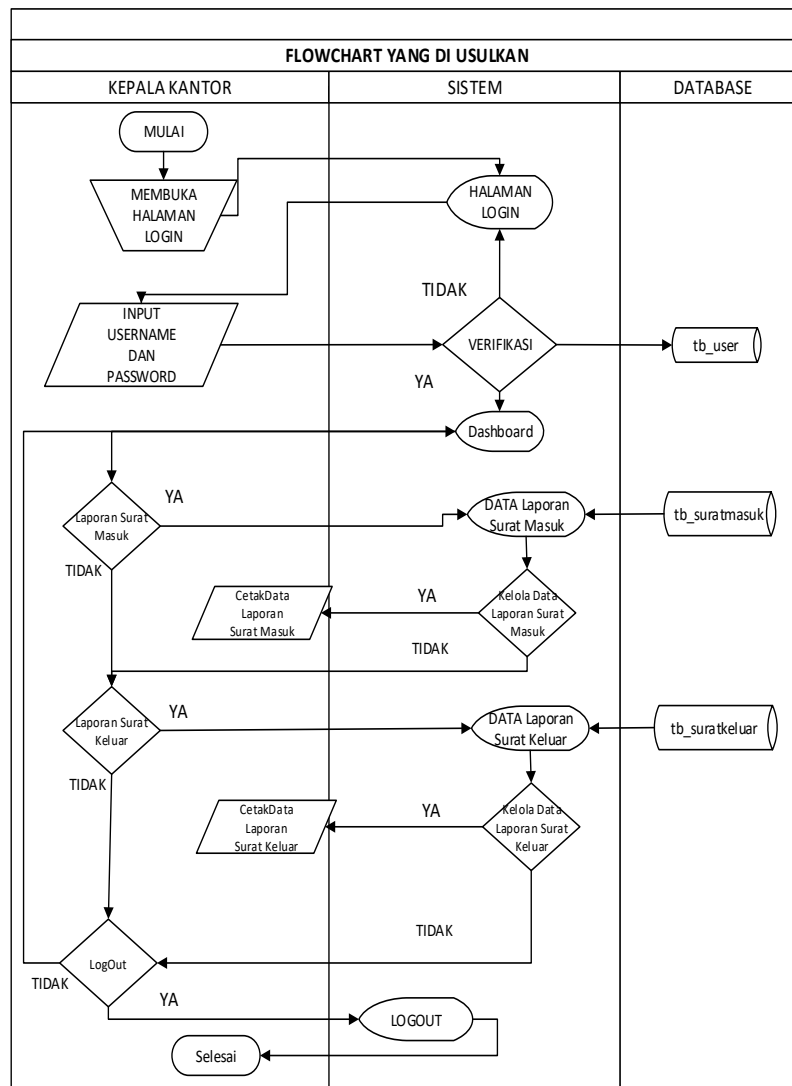 FLOWCHART YANG DI USULKAN
KEPALA KANTOR
SISTEM
DATABASE
MULAI
MEMBUKA
HALAMAN
LOGIN
HALAMAN
LOGIN
TIDAK
INPUT
USERNAME
DAN
PASSWORD
VERIFIKASI
tb_user
YA
Dashboard
YA
Laporan Surat
Masuk
TIDAK
DATA Laporan
Surat Masuk
tb_suratmasuk
CetakData
Laporan
Surat Masuk
YA
Kelola Data
Laporan Surat
Masuk
TIDAK
Laporan Surat
Keluar
YA
TIDAK
DATA Laporan
Surat Keluar
tb_suratkeluar
CetakData
Laporan
Surat Keluar
YA
Kelola Data
Laporan Surat
Keluar
TIDAK
LogOut
TIDAK
YA
LOGOUT
Selesai